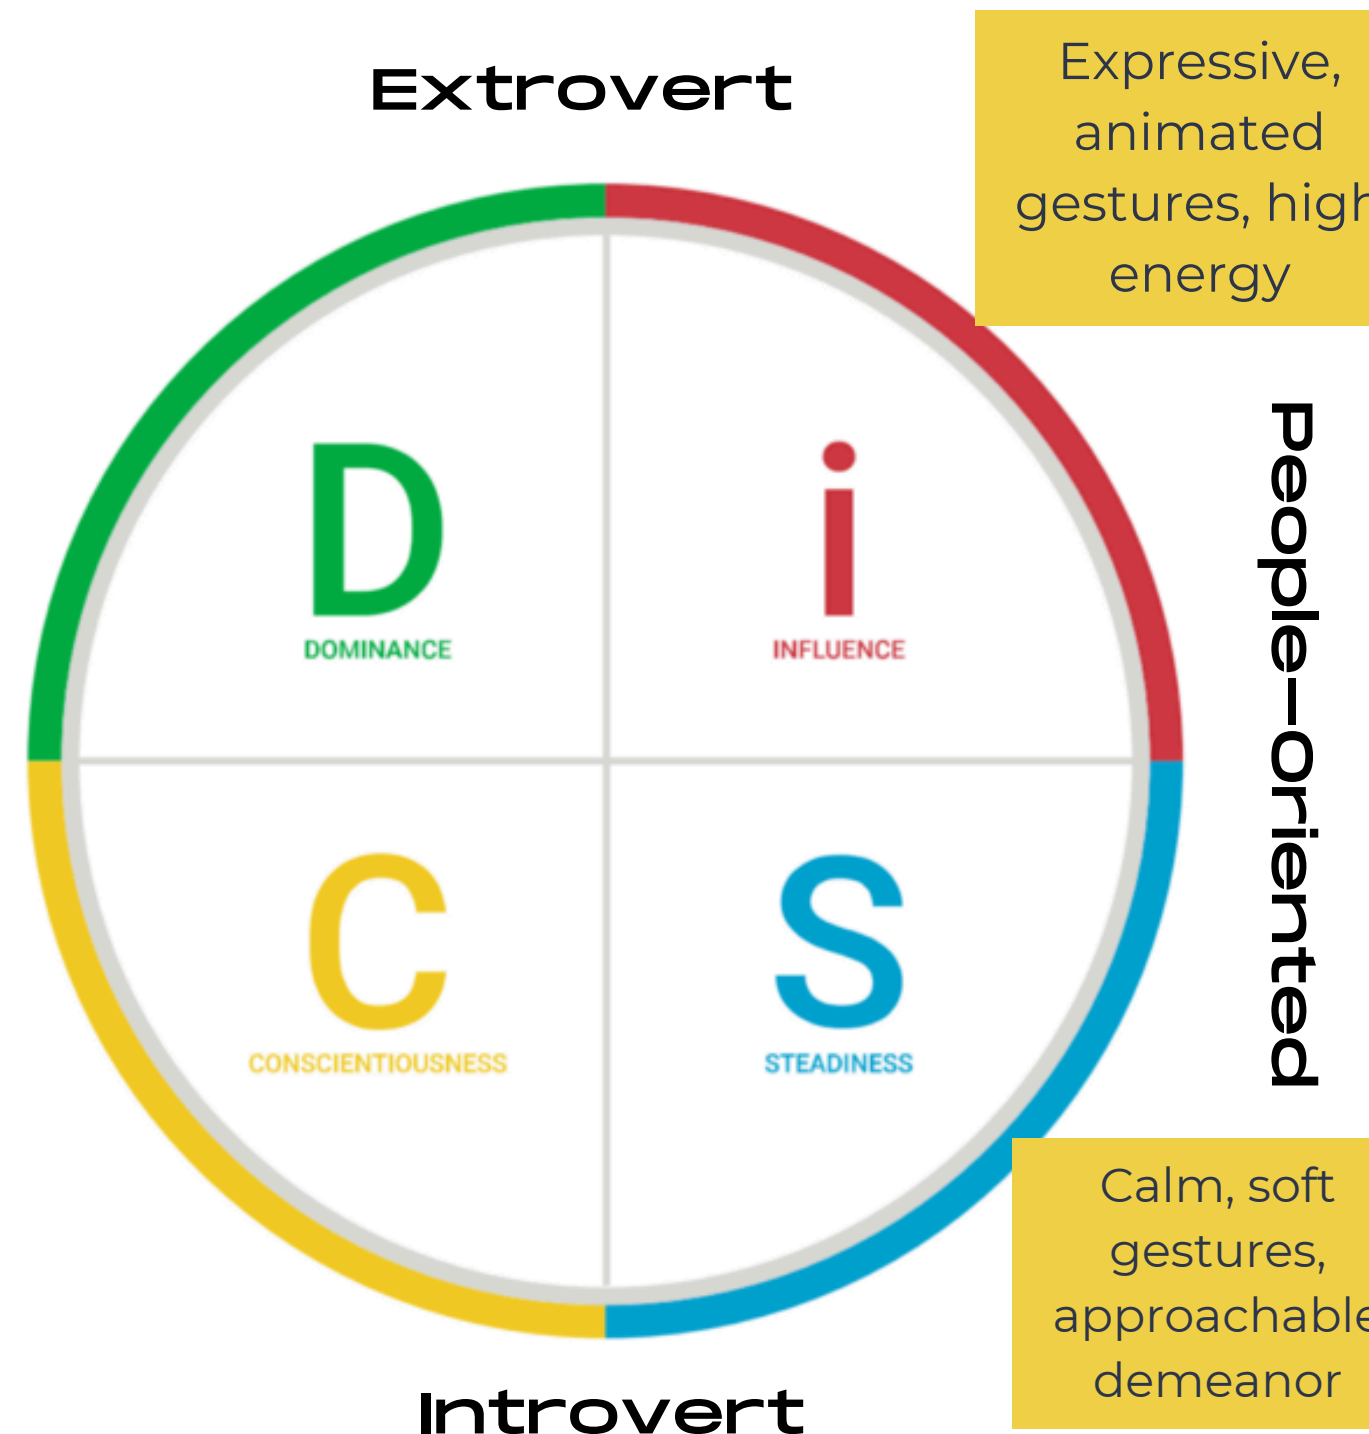 Extrovert
Expressive,
animated
gestures, high
energy
People-Oriented
D
DOMINANCE
i
INFLUENCE
C
CONSCIENTIOUSNESS
S
STEADINESS
Calm, soft
gestures,
approachable
demeanor
Introvert